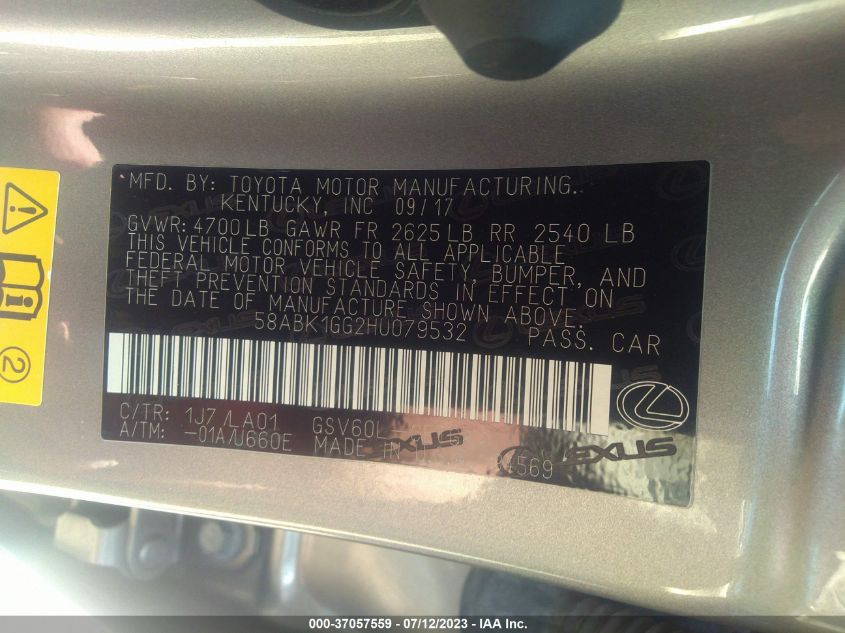 MFD. BY: TOYOTA MOTOR MANUFACTURING.
KENTUCKY, INC 09/17
GVWR: 4700LB GAWR FR 2625LB RR 2540 LB
THIS VEHICLE CONFORMS TO ALL APPLICABLE
FEDERAL MOTOR VEHICLE SAFETY, BUMPER, AND
THEFT PREVENTION STANDARDS IN EFFECT ON
THE DATE OF MANUFACTURE SHOWN ABOVE.
58ABK1GG2HU079532 PASS. CAR
C/TR: 1J7/LA01 GSV60L
A/TM: -01A/U660E MADE IN
LEXUS LEXUS
2
000-37057559 - 07/12/2023 - IAA Inc.